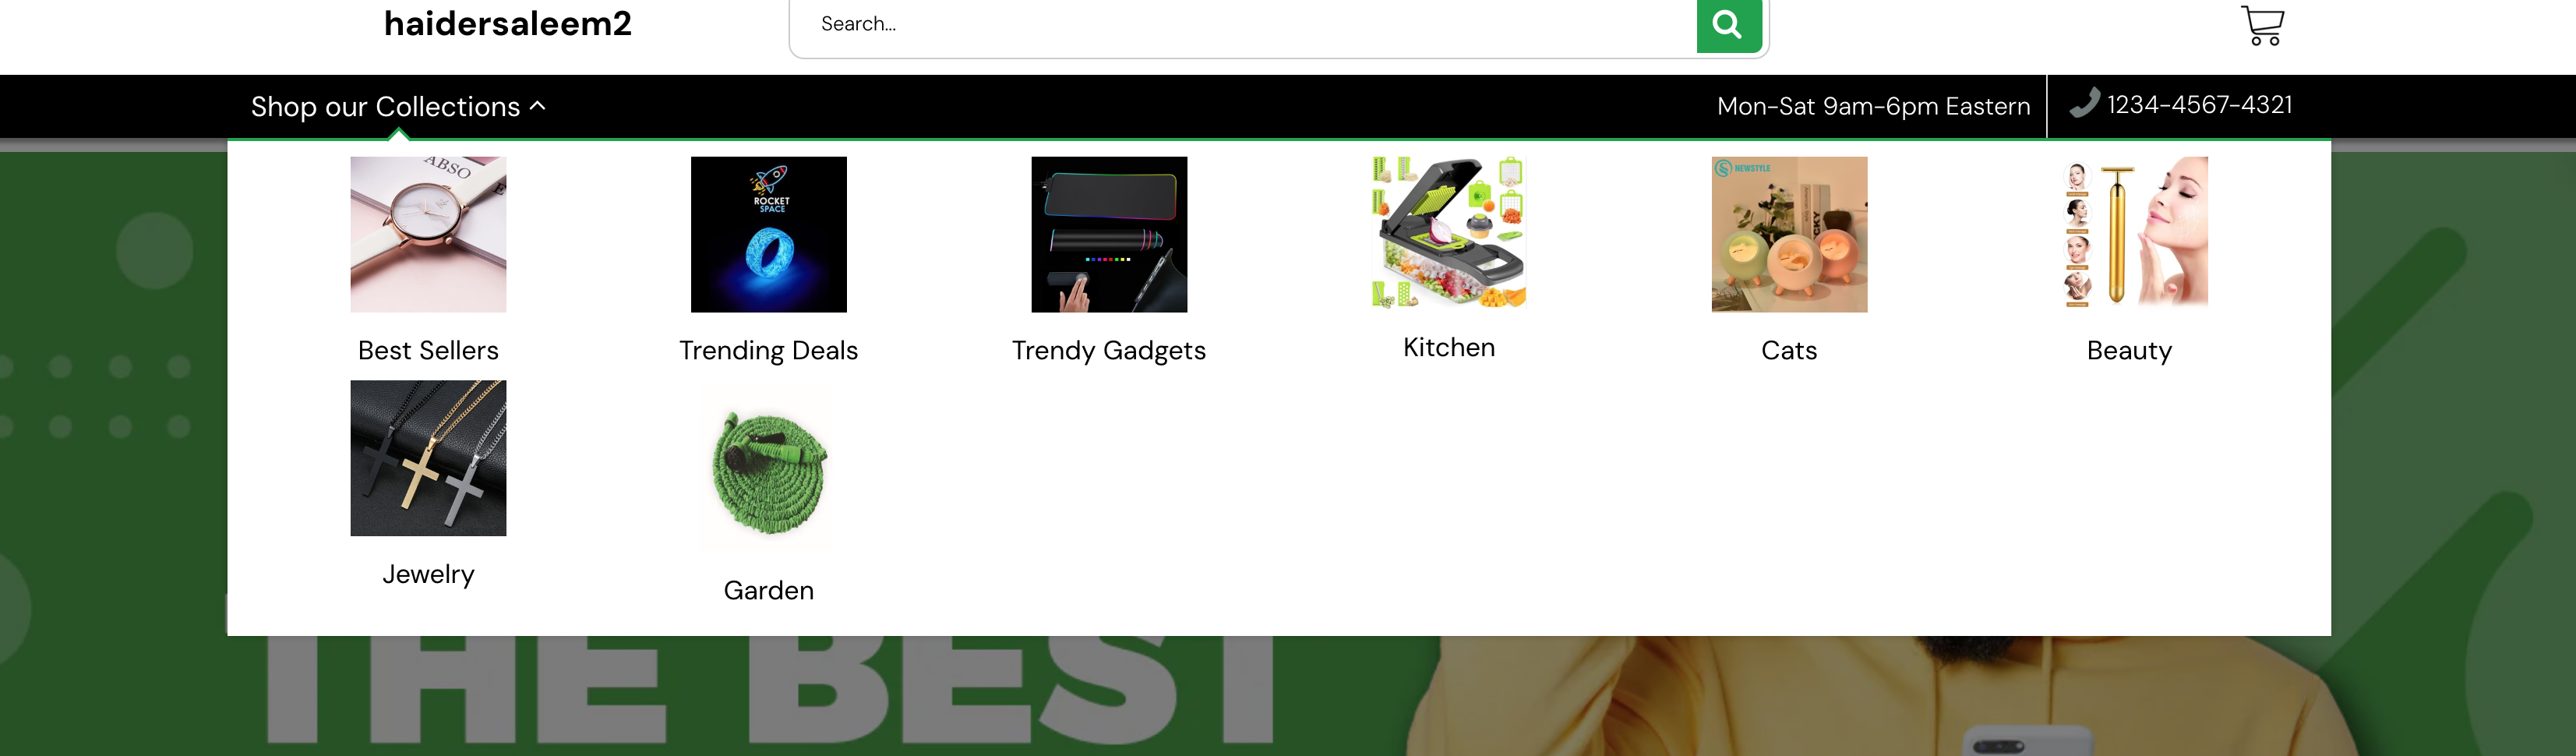 haidersaleem2
Search...
Shop our Collections
Mon-Sat 9am-6pm Eastern
1234-4567-4321
ABSO
E
ROCKET
SPACE
NEWSTYLE
Best Sellers
Trending Deals
Trendy Gadgets
Kitchen
Cats
Beauty
Jewelry
Garden
THE BEST